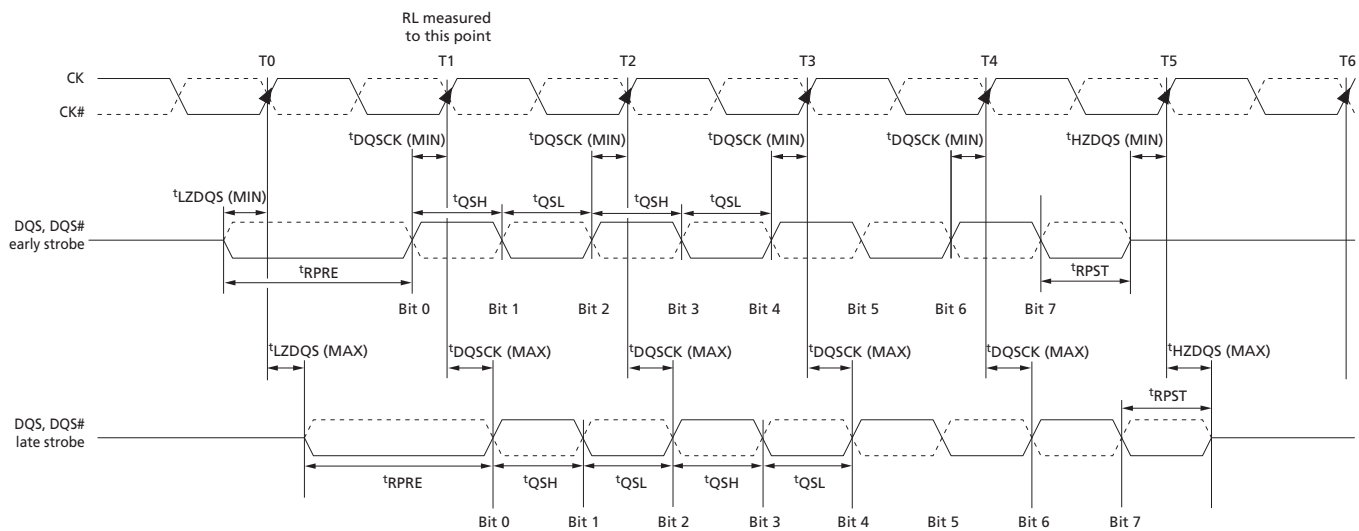 RL measured
to this point
T0 T1 T2 T3 T4 T5 T6
CK
CK#
tDQSCK (MIN) tDQSCK (MIN) tDQSCK (MIN) tDQSCK (MIN) tHZDQS (MIN)
tLZDQS (MIN)
tQSH tQSL tQSH tQSL
DQS, DQS#
early strobe
tRPRE tRPST
Bit 0 Bit 1 Bit 2 Bit 3 Bit 4 Bit 5 Bit 6 Bit 7
tLZDQS (MAX) tDQSCK (MAX) tDQSCK (MAX) tDQSCK (MAX) tDQSCK (MAX) tHZDQS (MAX)
tRPST
DQS, DQS#
late strobe
tRPRE tQSH tQSL tQSH tQSL
Bit 0 Bit 1 Bit 2 Bit 3 Bit 4 Bit 5 Bit 6 Bit 7